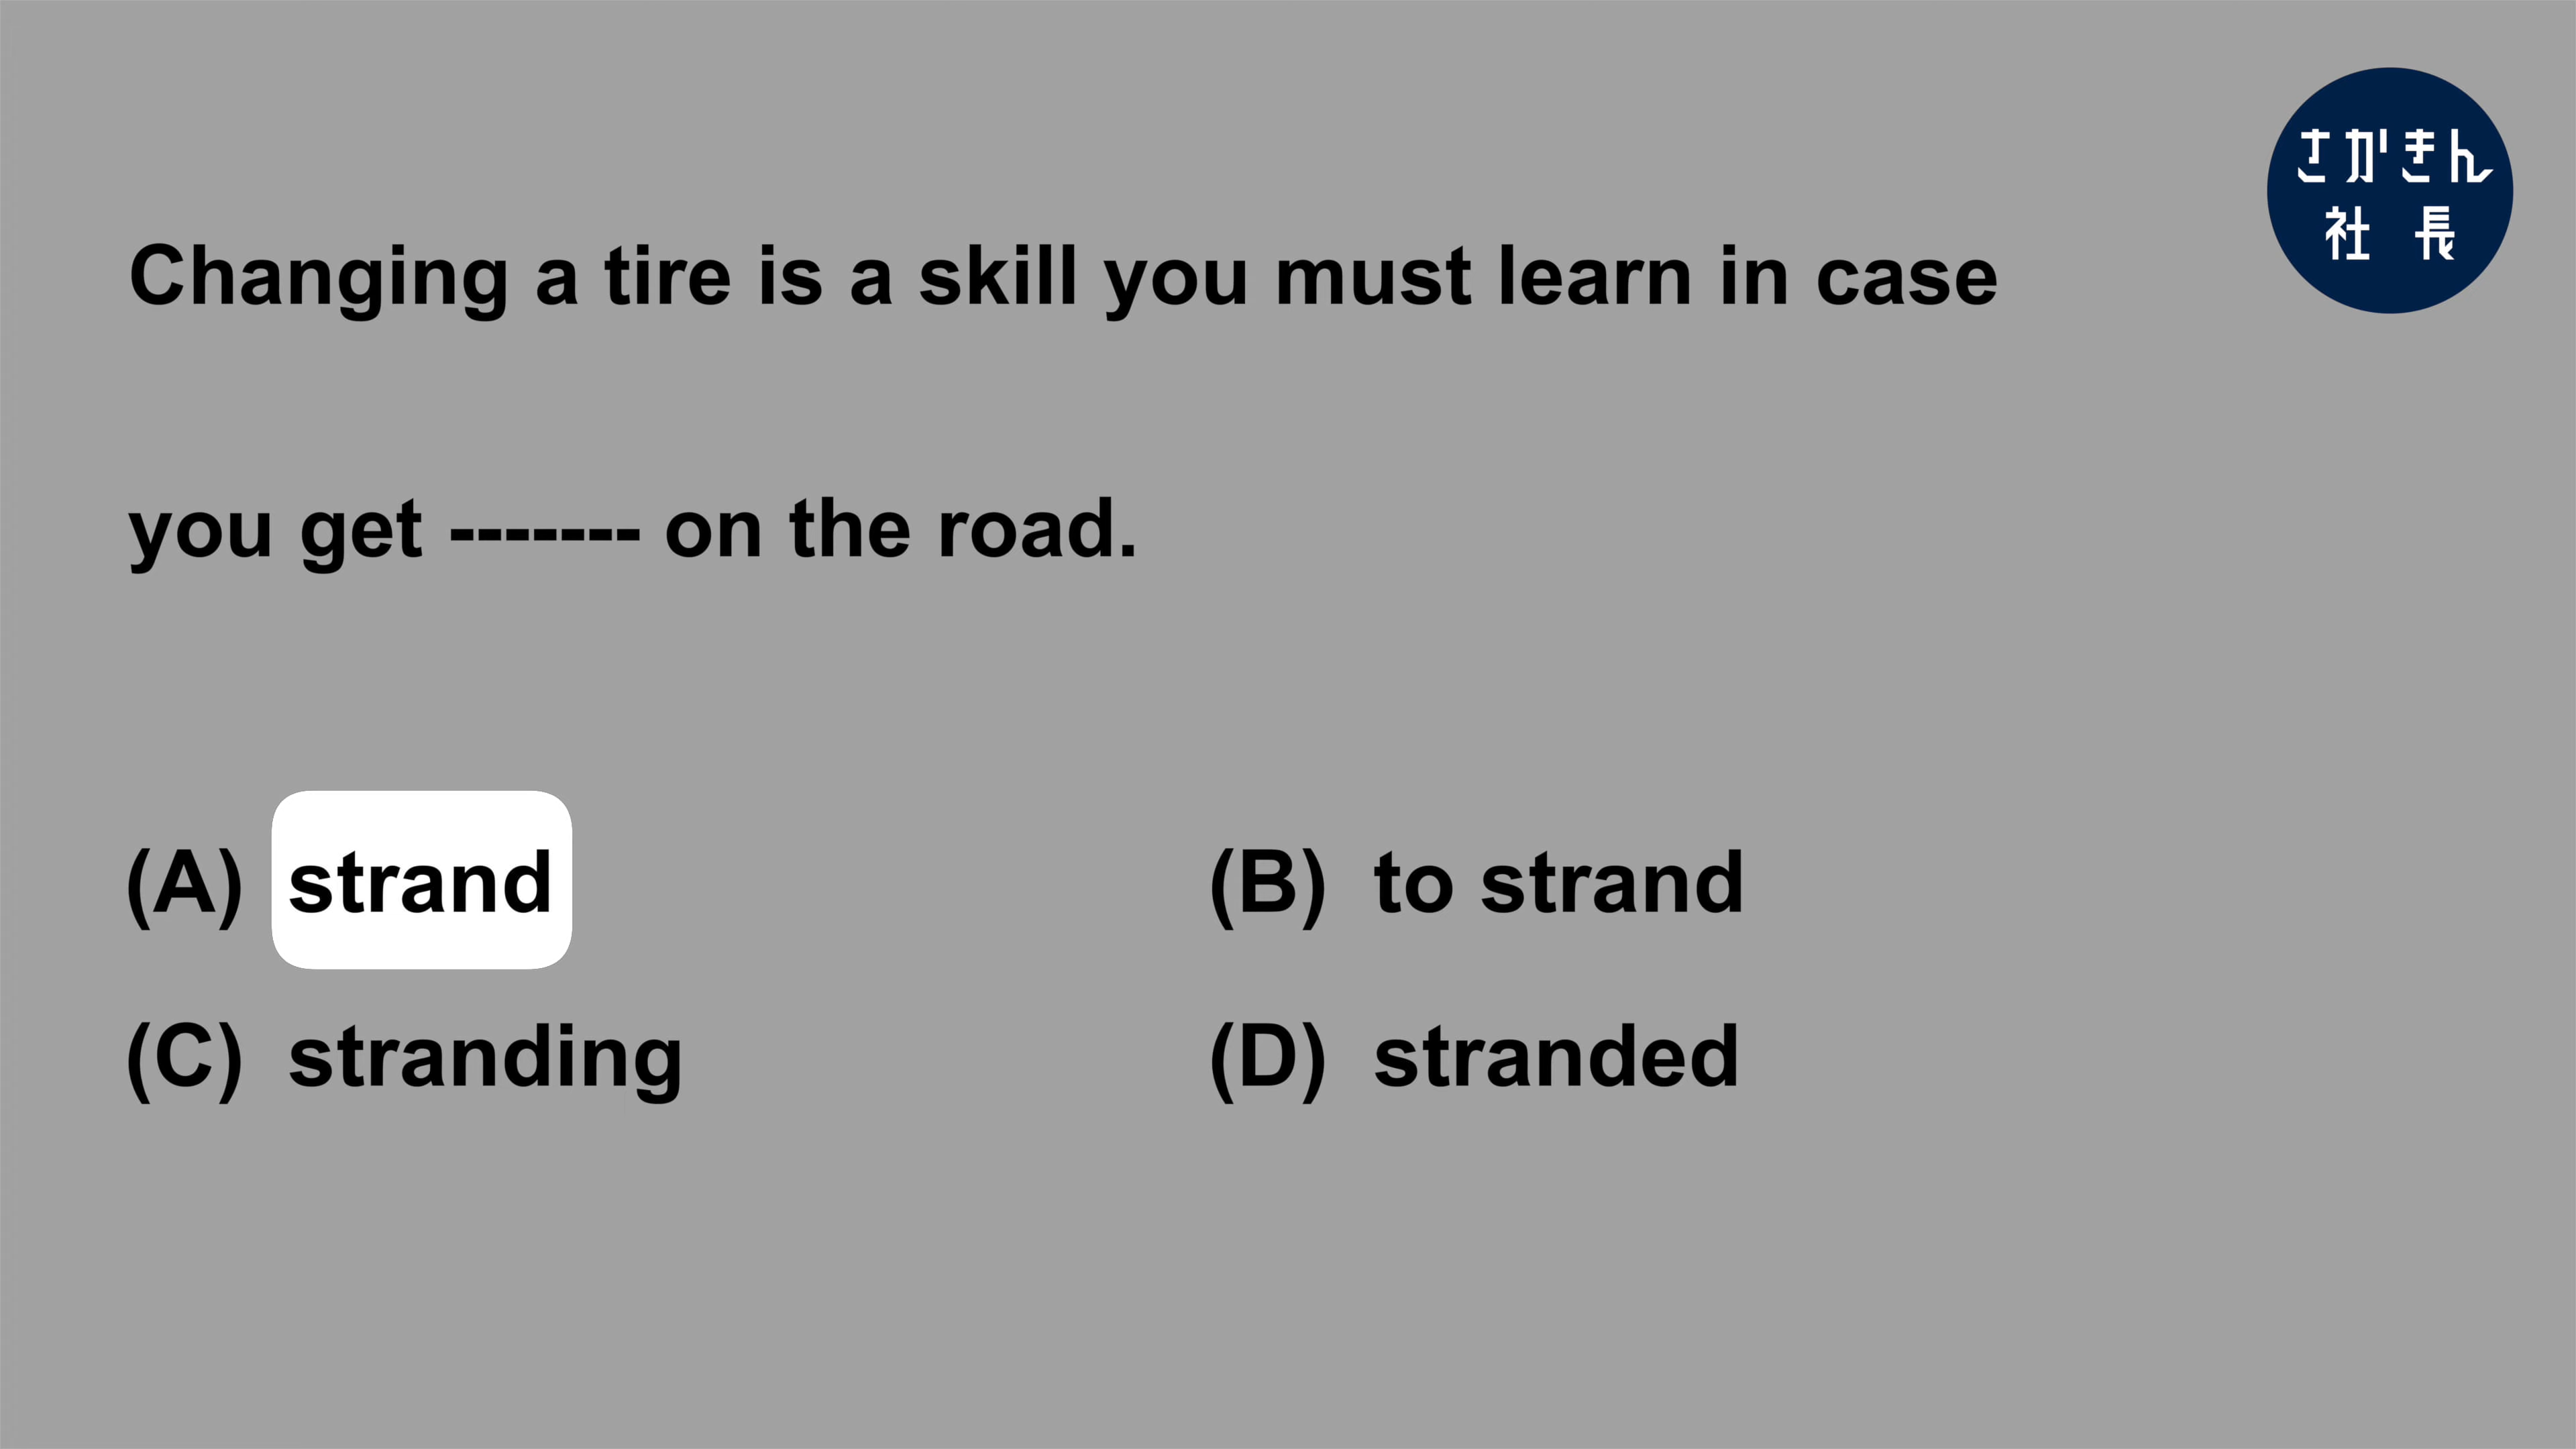 さかきん
社長
Changing a tire is a skill you must learn in case
you get ------- on the road.
(A) strand
(B) to strand
(C) stranding
(D) stranded